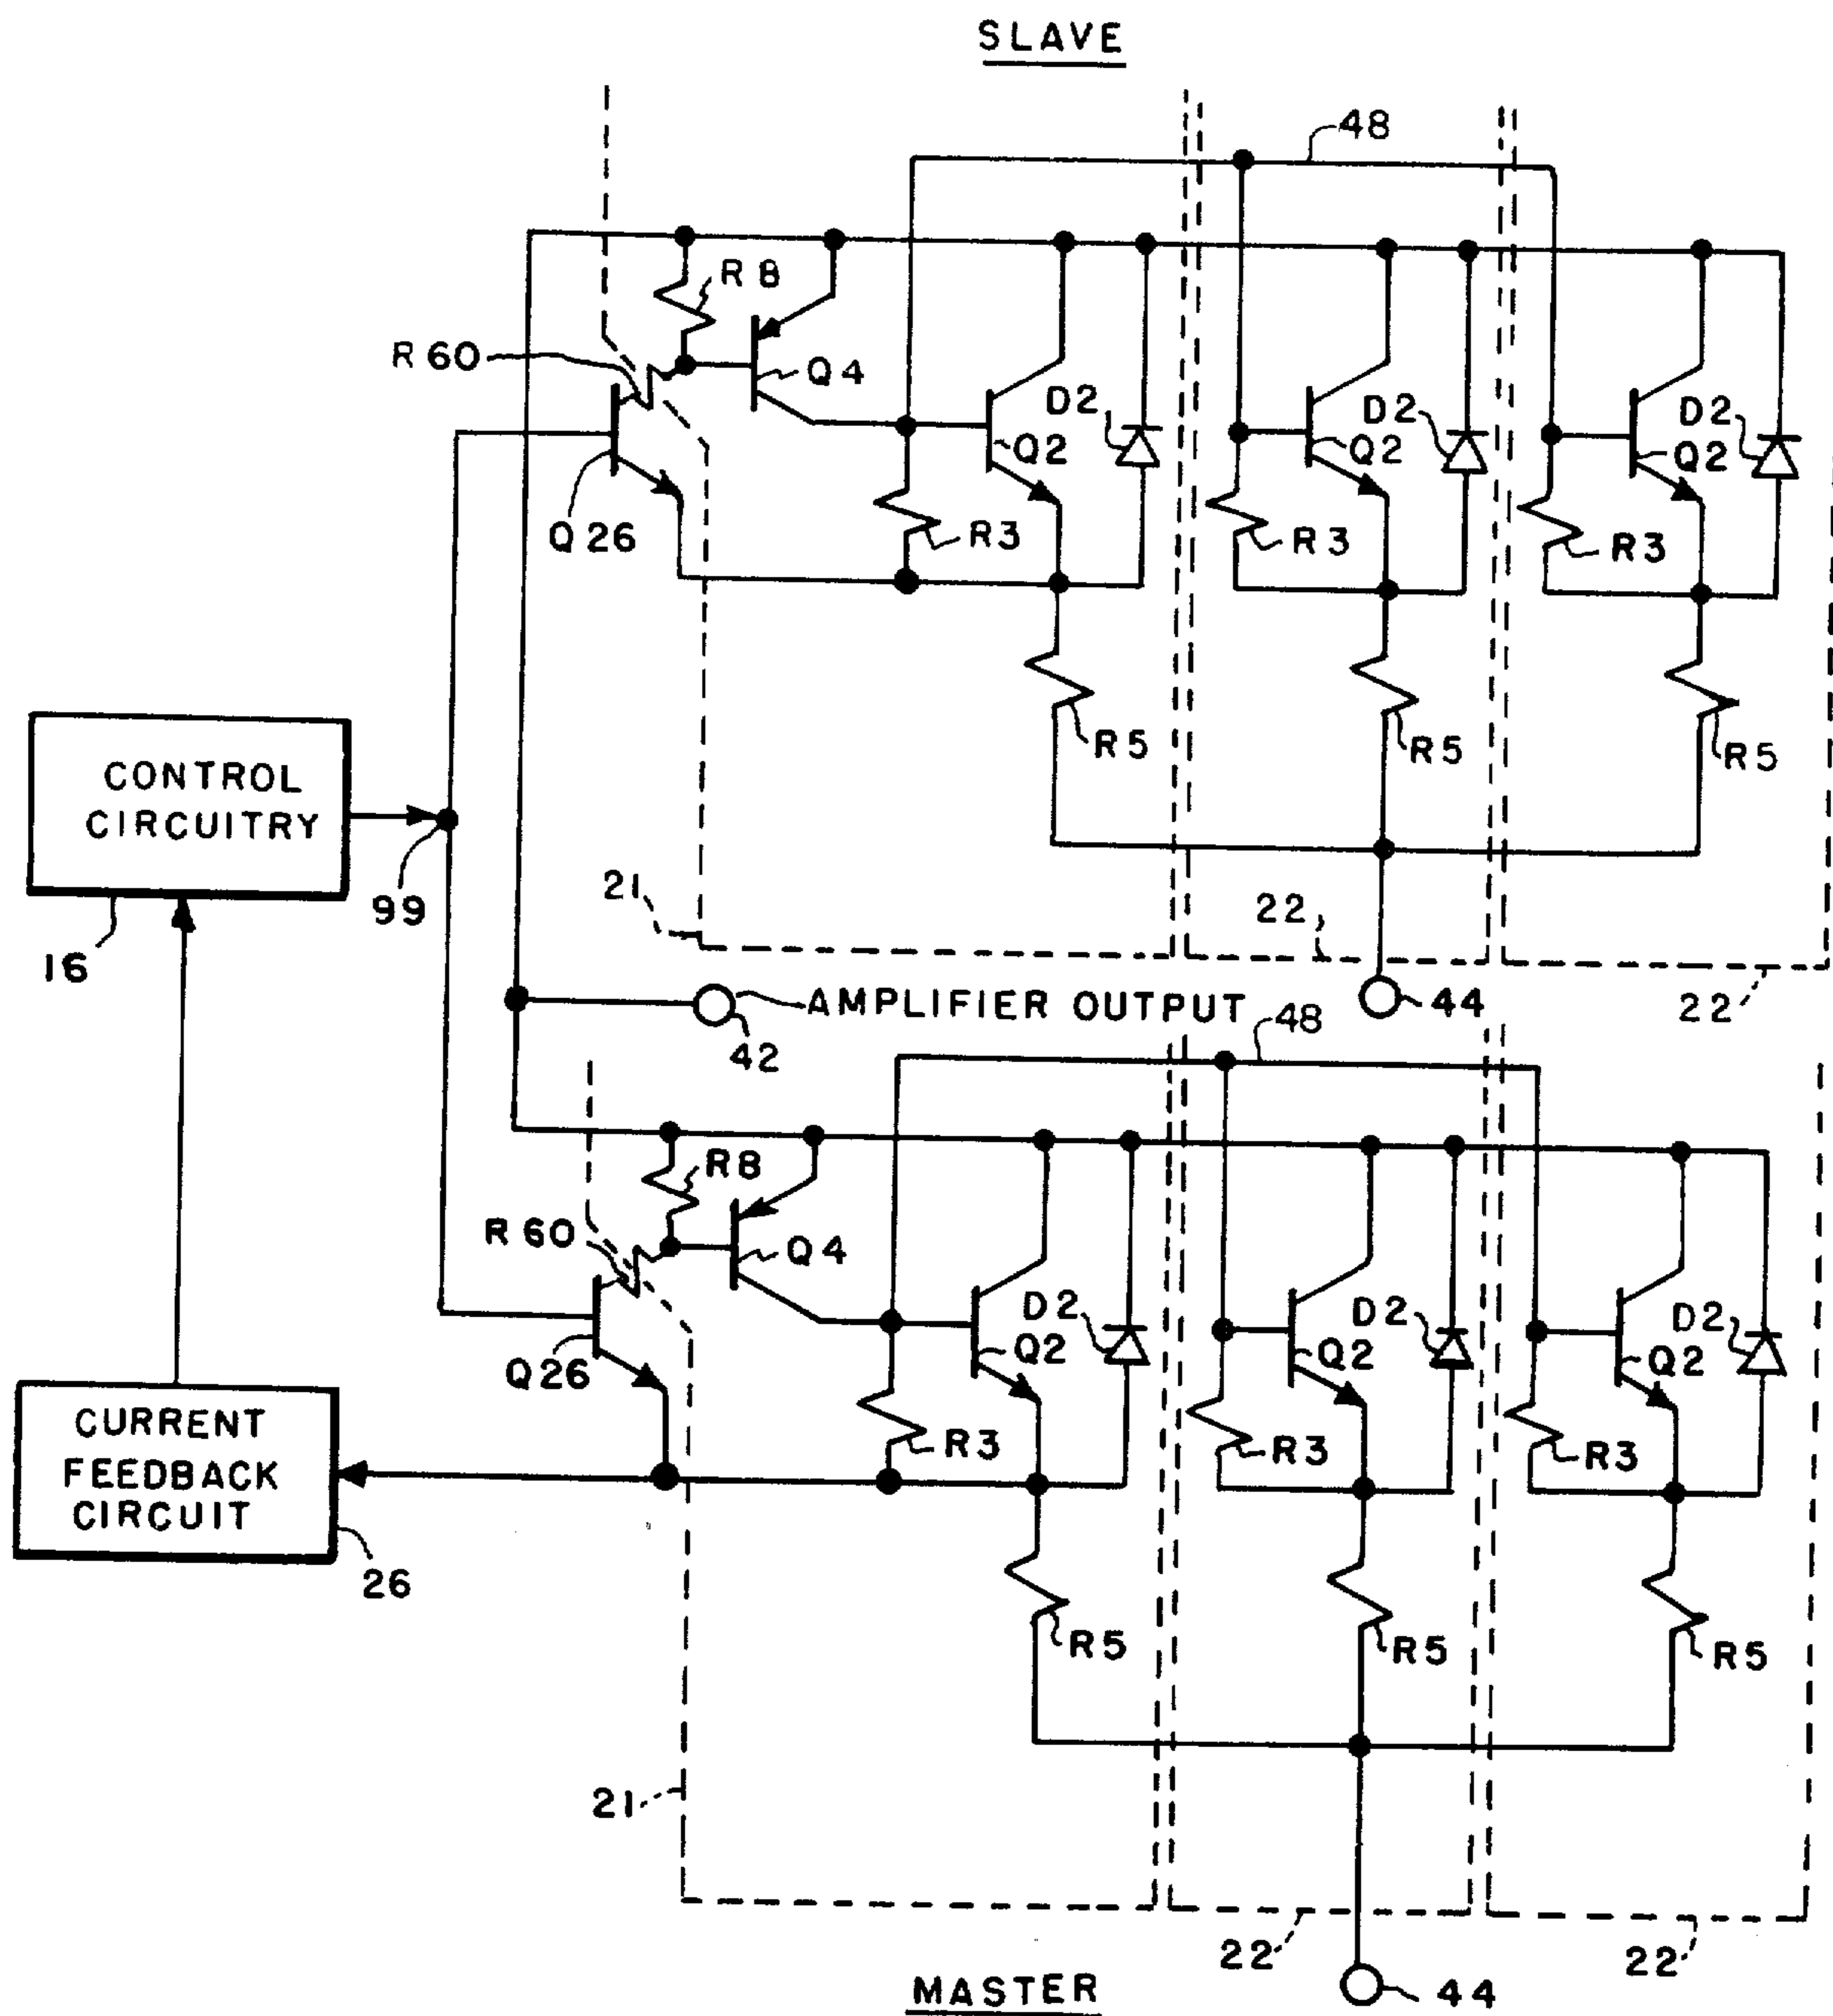 SLAVE
48
R8
R60
Q4
D2
Q2
D2
Q2
D2
Q2
Q26
R3
R3
R3
R5
R5
R5
CONTROL
CIRCUITRY
99
16
21
22
22
AMPLIFIER OUTPUT
42
44
48
R8
R60
Q4
D2
Q2
D2
Q2
D2
Q2
Q26
R3
R3
R3
CURRENT
FEEDBACK
CIRCUIT
26
R5
R5
R5
21
22
22
MASTER
44